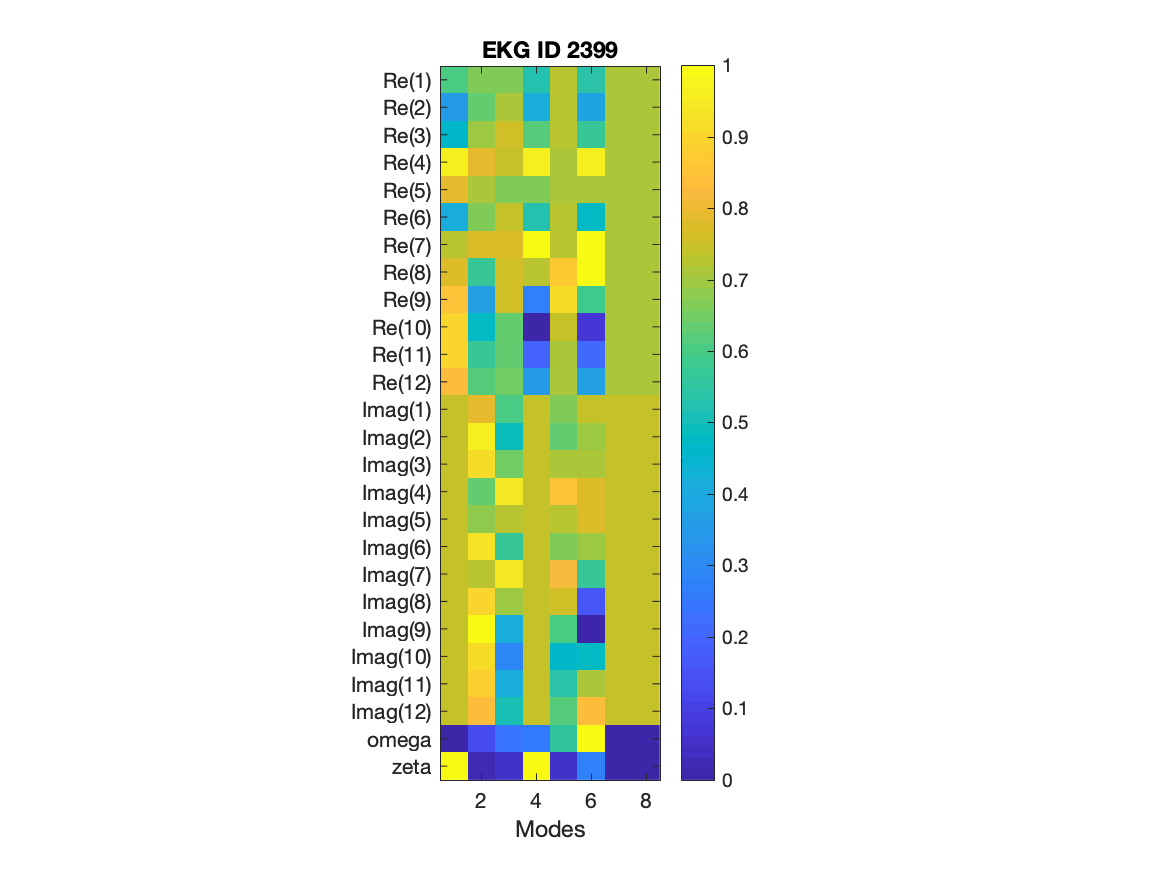 EKG ID 2399
Re(1)
Re(2)
Re(3)
Re(4)
Re(5)
Re(6)
Re(7)
Re(8)
Re(9)
Re(10)
Re(11)
Re(12)
Imag(1)
Imag(2)
Imag(3)
Imag(4)
Imag(5)
Imag(6)
Imag(7)
Imag(8)
Imag(9)
Imag(10)
Imag(11)
Imag(12)
omega
zeta
2 4 6 8
Modes
1
0.9
0.8
0.7
0.6
0.5
0.4
0.3
0.2
0.1
0